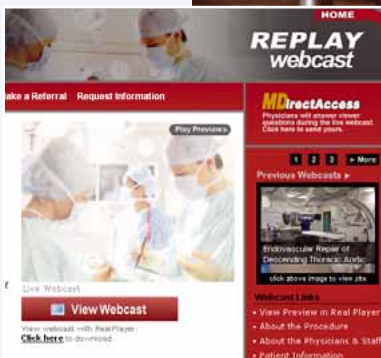 HOME
REPLAY
webcast
ake a Referral Request Information
MDirectAccess
Physicians will answer viewer
questions during the live webcast.
Click here to send yours.
Play Preview
1 2 3 ▸ More
Previous Webcasts ▸
Endovascular Repair of
Descending Thoracic Aortic
click above image to view site
Live Webcast
View Webcast
View webcast with RealPlayer.
Click here to download
Webcast Links
• View Preview in Real Player
• About the Procedure
• About the Physicians & Staff
• Patient Information